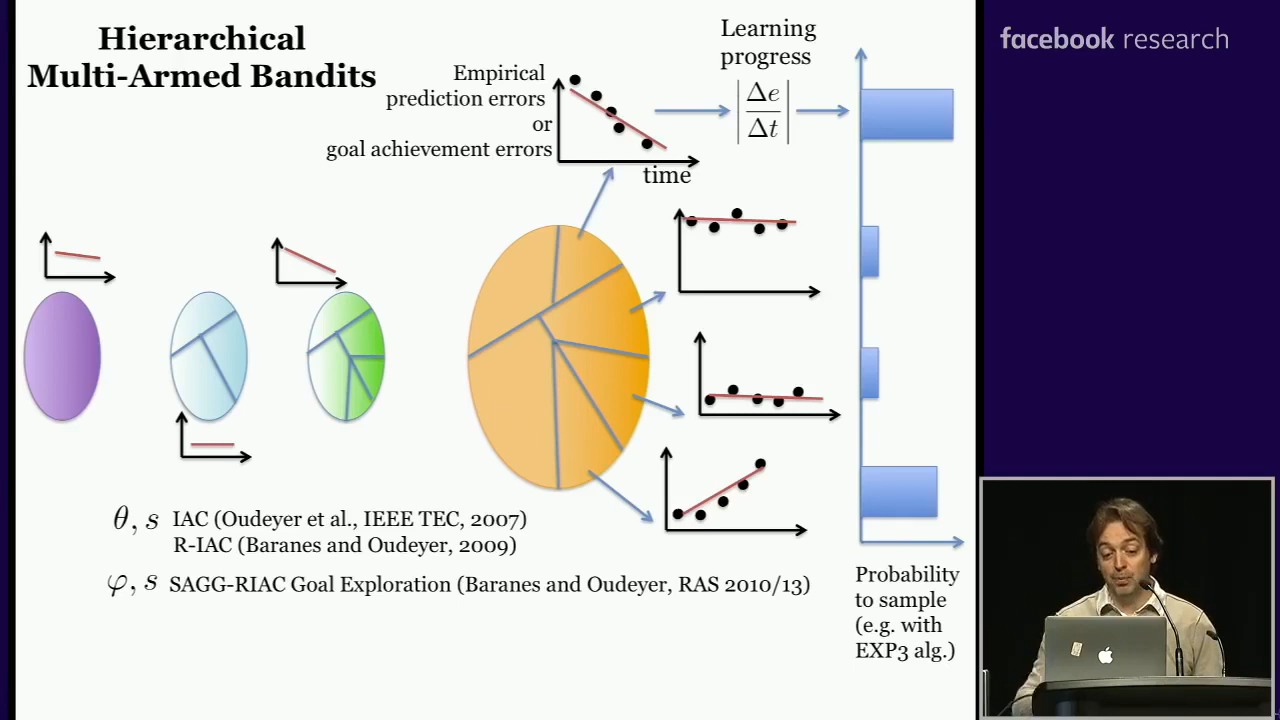 Hierarchical
Multi-Armed Bandits
Empirical
prediction errors
or
goal achievement errors
time
Learning
progress
|Δe/Δt|
θ, s IAC (Oudeyer et al., IEEE TEC, 2007)
R-IAC (Baranes and Oudeyer, 2009)
φ, s SAGG-RIAC Goal Exploration (Baranes and Oudeyer, RAS 2010/13)
Probability
to sample
(e.g. with
EXP3 alg.)
facebook research